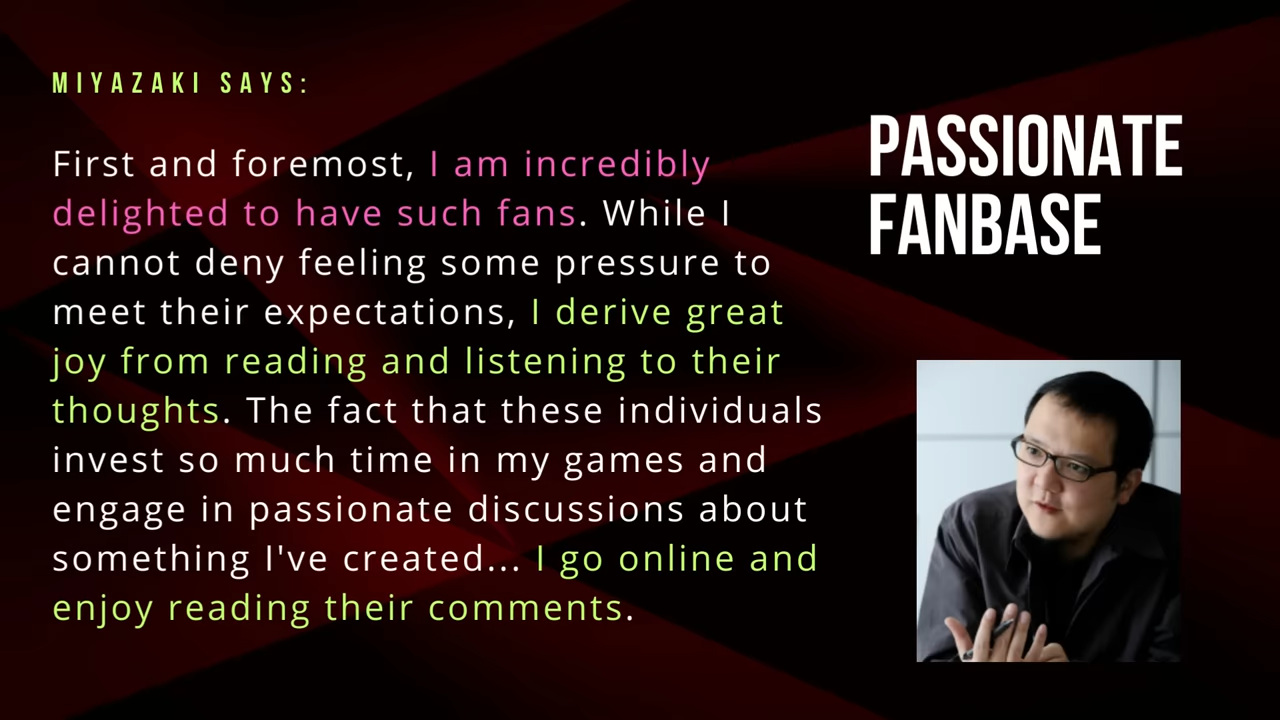 MIYAZAKI SAYS:
First and foremost, I am incredibly
delighted to have such fans. While I
cannot deny feeling some pressure to
meet their expectations, I derive great
joy from reading and listening to their
thoughts. The fact that these individuals
invest so much time in my games and
engage in passionate discussions about
something I've created... I go online and
enjoy reading their comments.
PASSIONATE
FANBASE